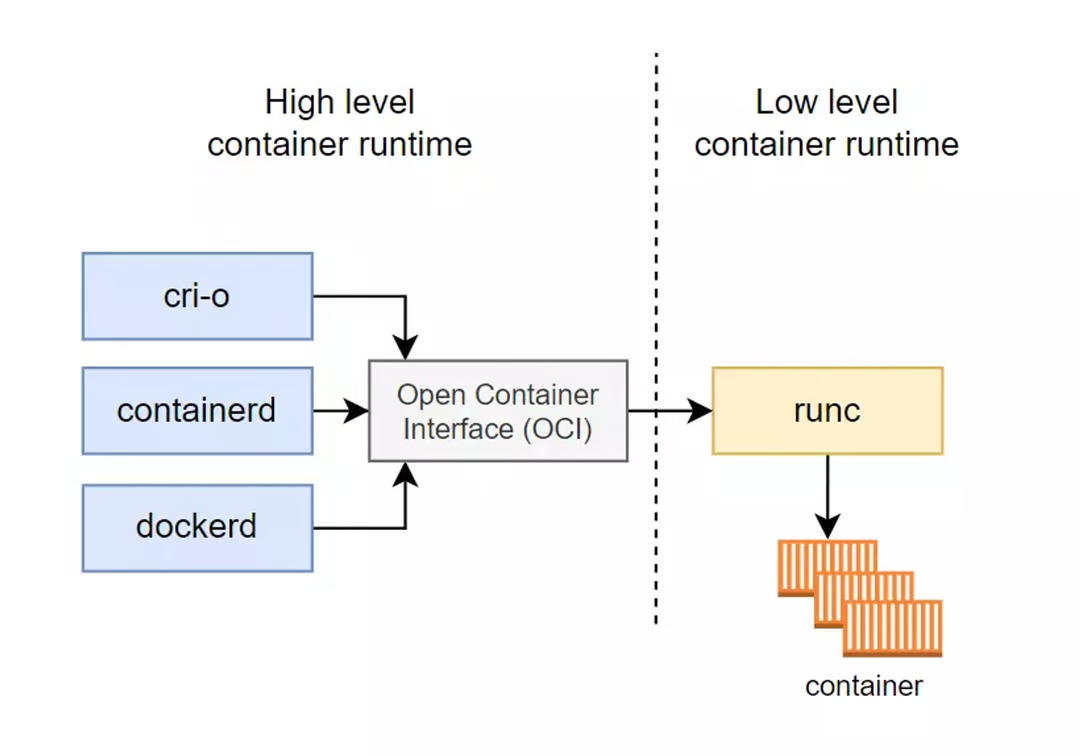 High level
container runtime
Low level
container runtime
cri-o
containerd
dockerd
Open Container
Interface (OCI)
runc
container